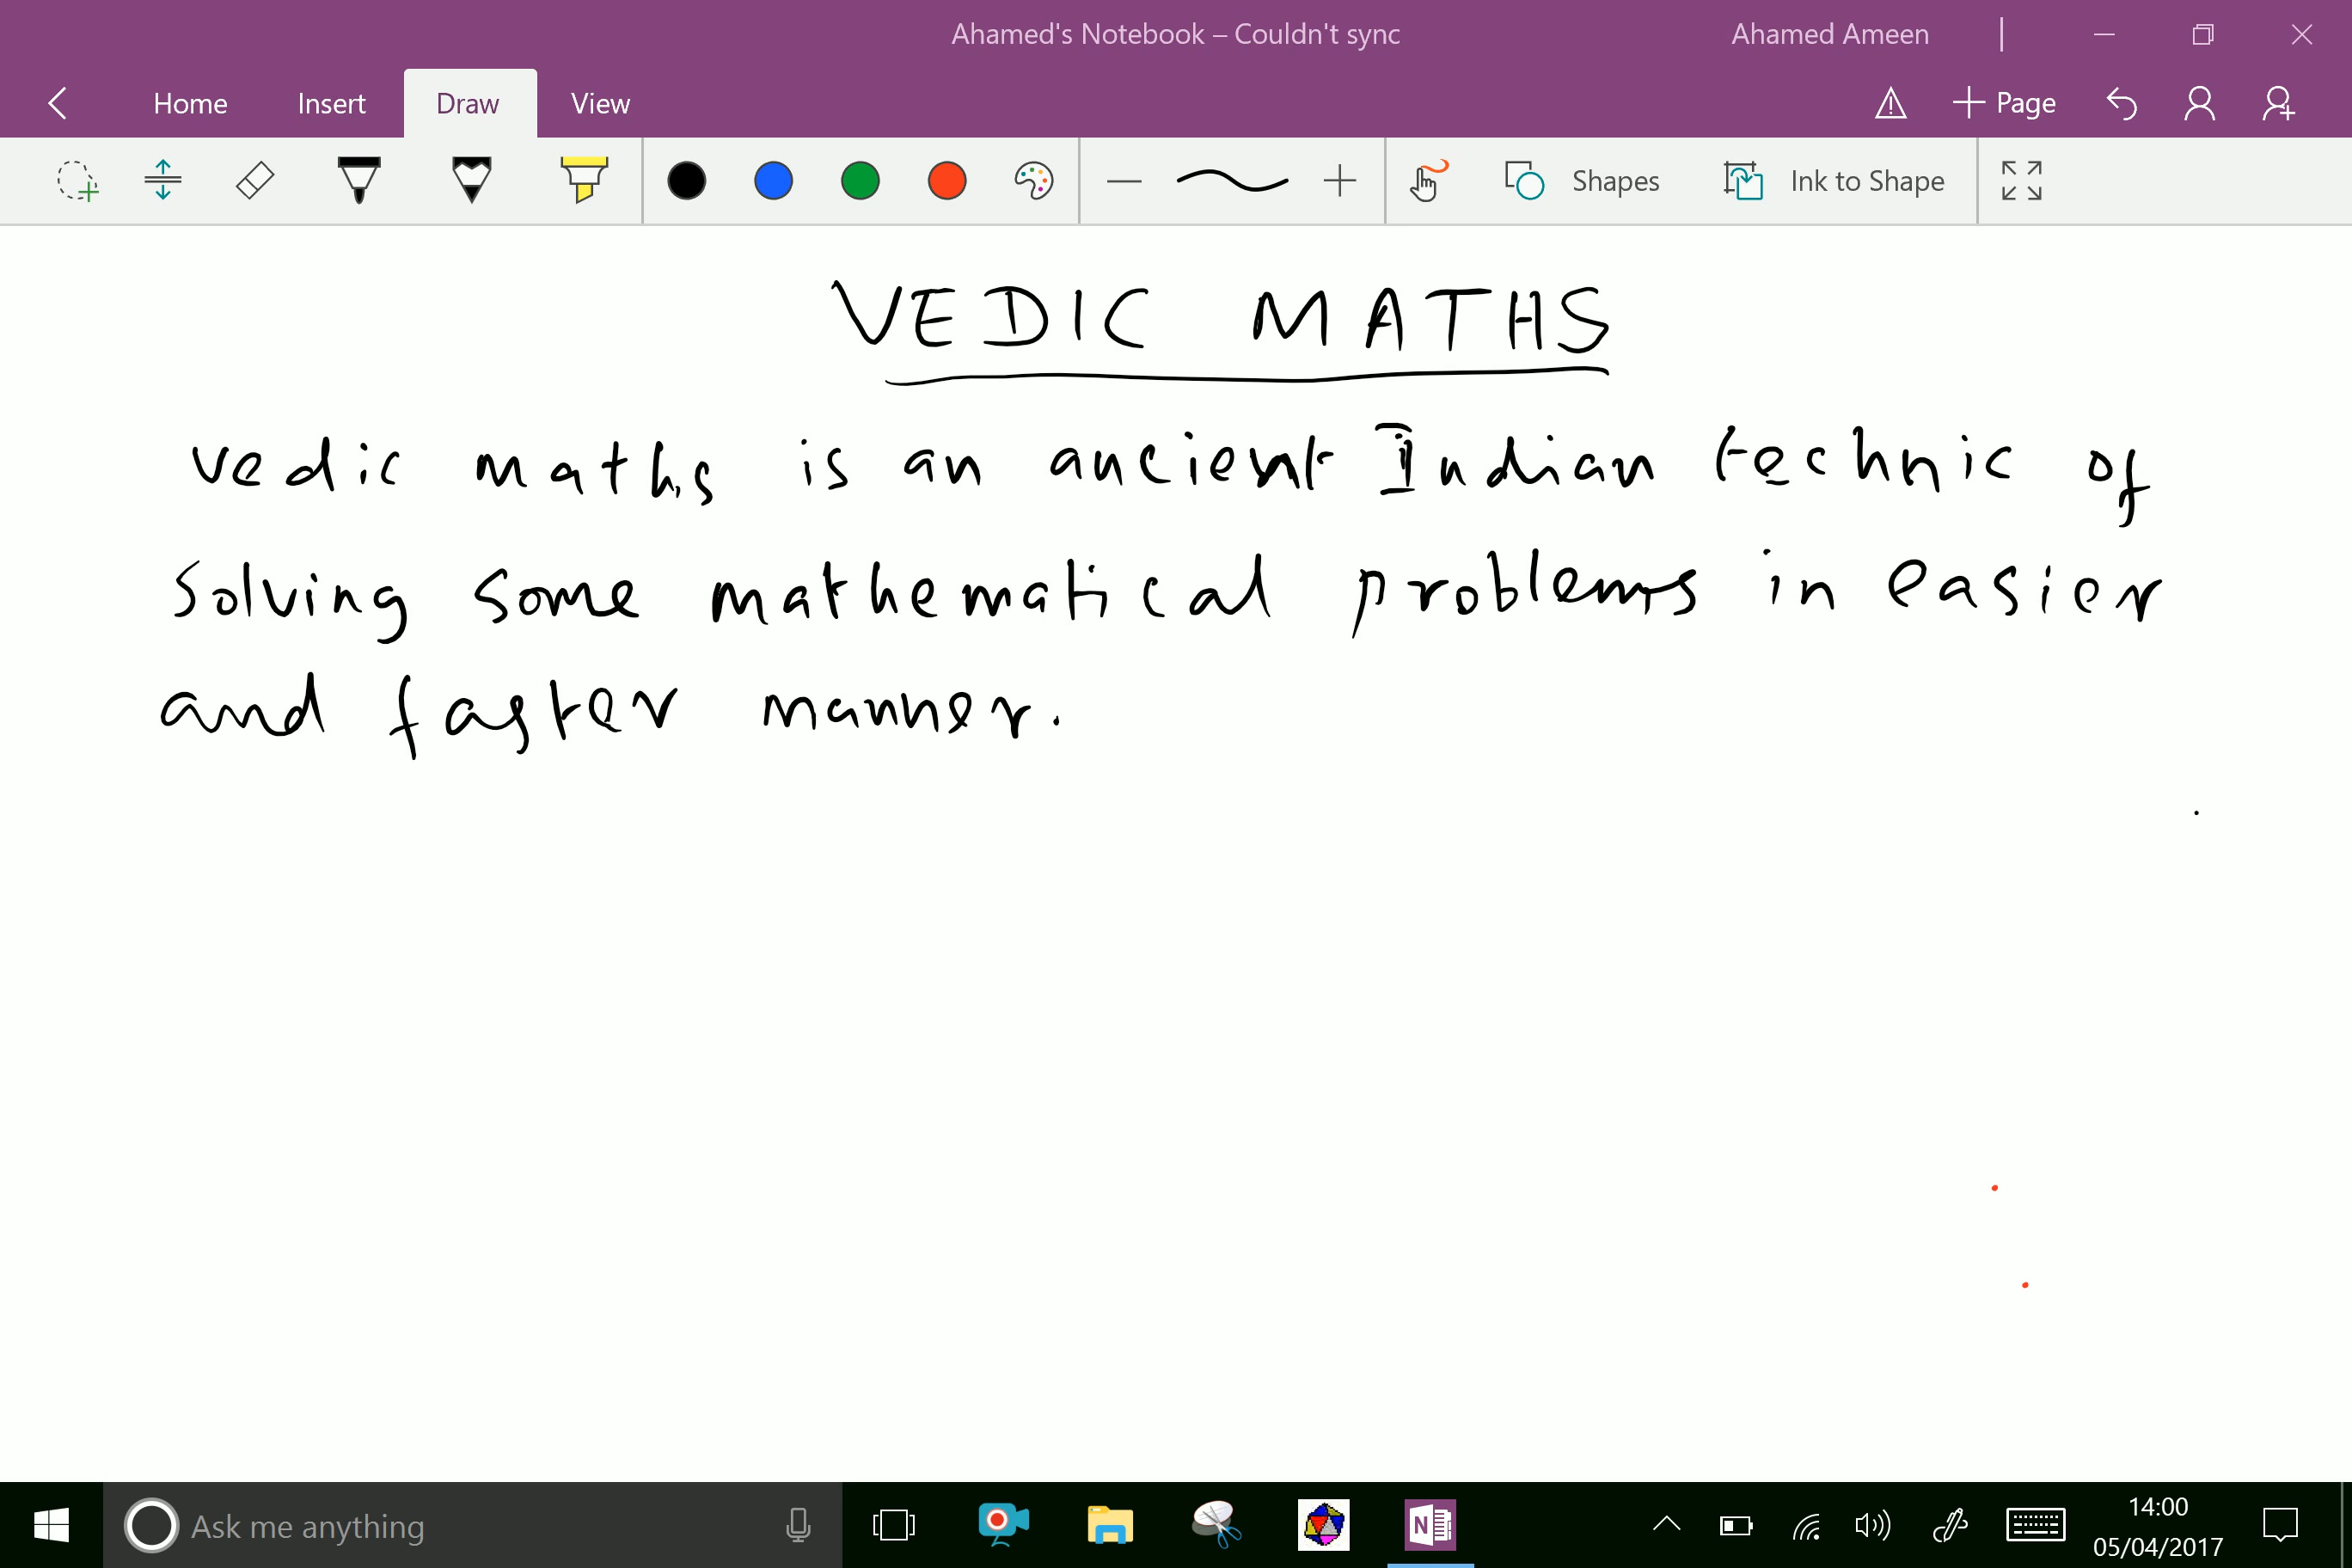 Ahamed's Notebook – Couldn't sync Ahamed Ameen
Home Insert Draw View Page
Shapes Ink to Shape
VEDIC MATHS
vedic maths is an ancient Indian technic of
solving some mathematical problems in easier
and faster manner.
Ask me anything
N
14:00
05/04/2017